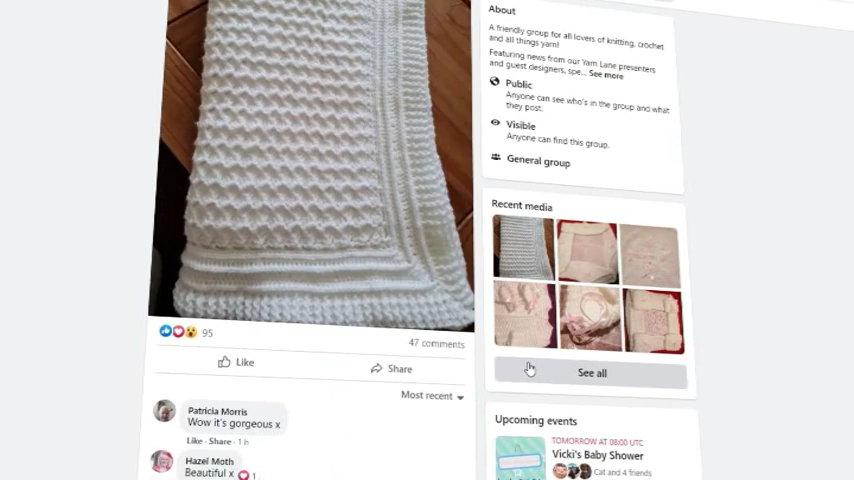 95
47 comments
Like
Share
Most recent
Patricia Morris
Wow it's gorgeous x
Like · Share · 1 h
Hazel Moth
Beautiful x
1
About
A friendly group for all lovers of knitting, crochet
and all things yarn!
Featuring news from our Yarn Lane presenters
and guest designers, spe... See more
Public
Anyone can see who's in the group and what
they post.
Visible
Anyone can find this group.
General group
Recent media
See all
Upcoming events
TOMORROW AT 08:00 UTC
Vicki's Baby Shower
Cat and 4 friends